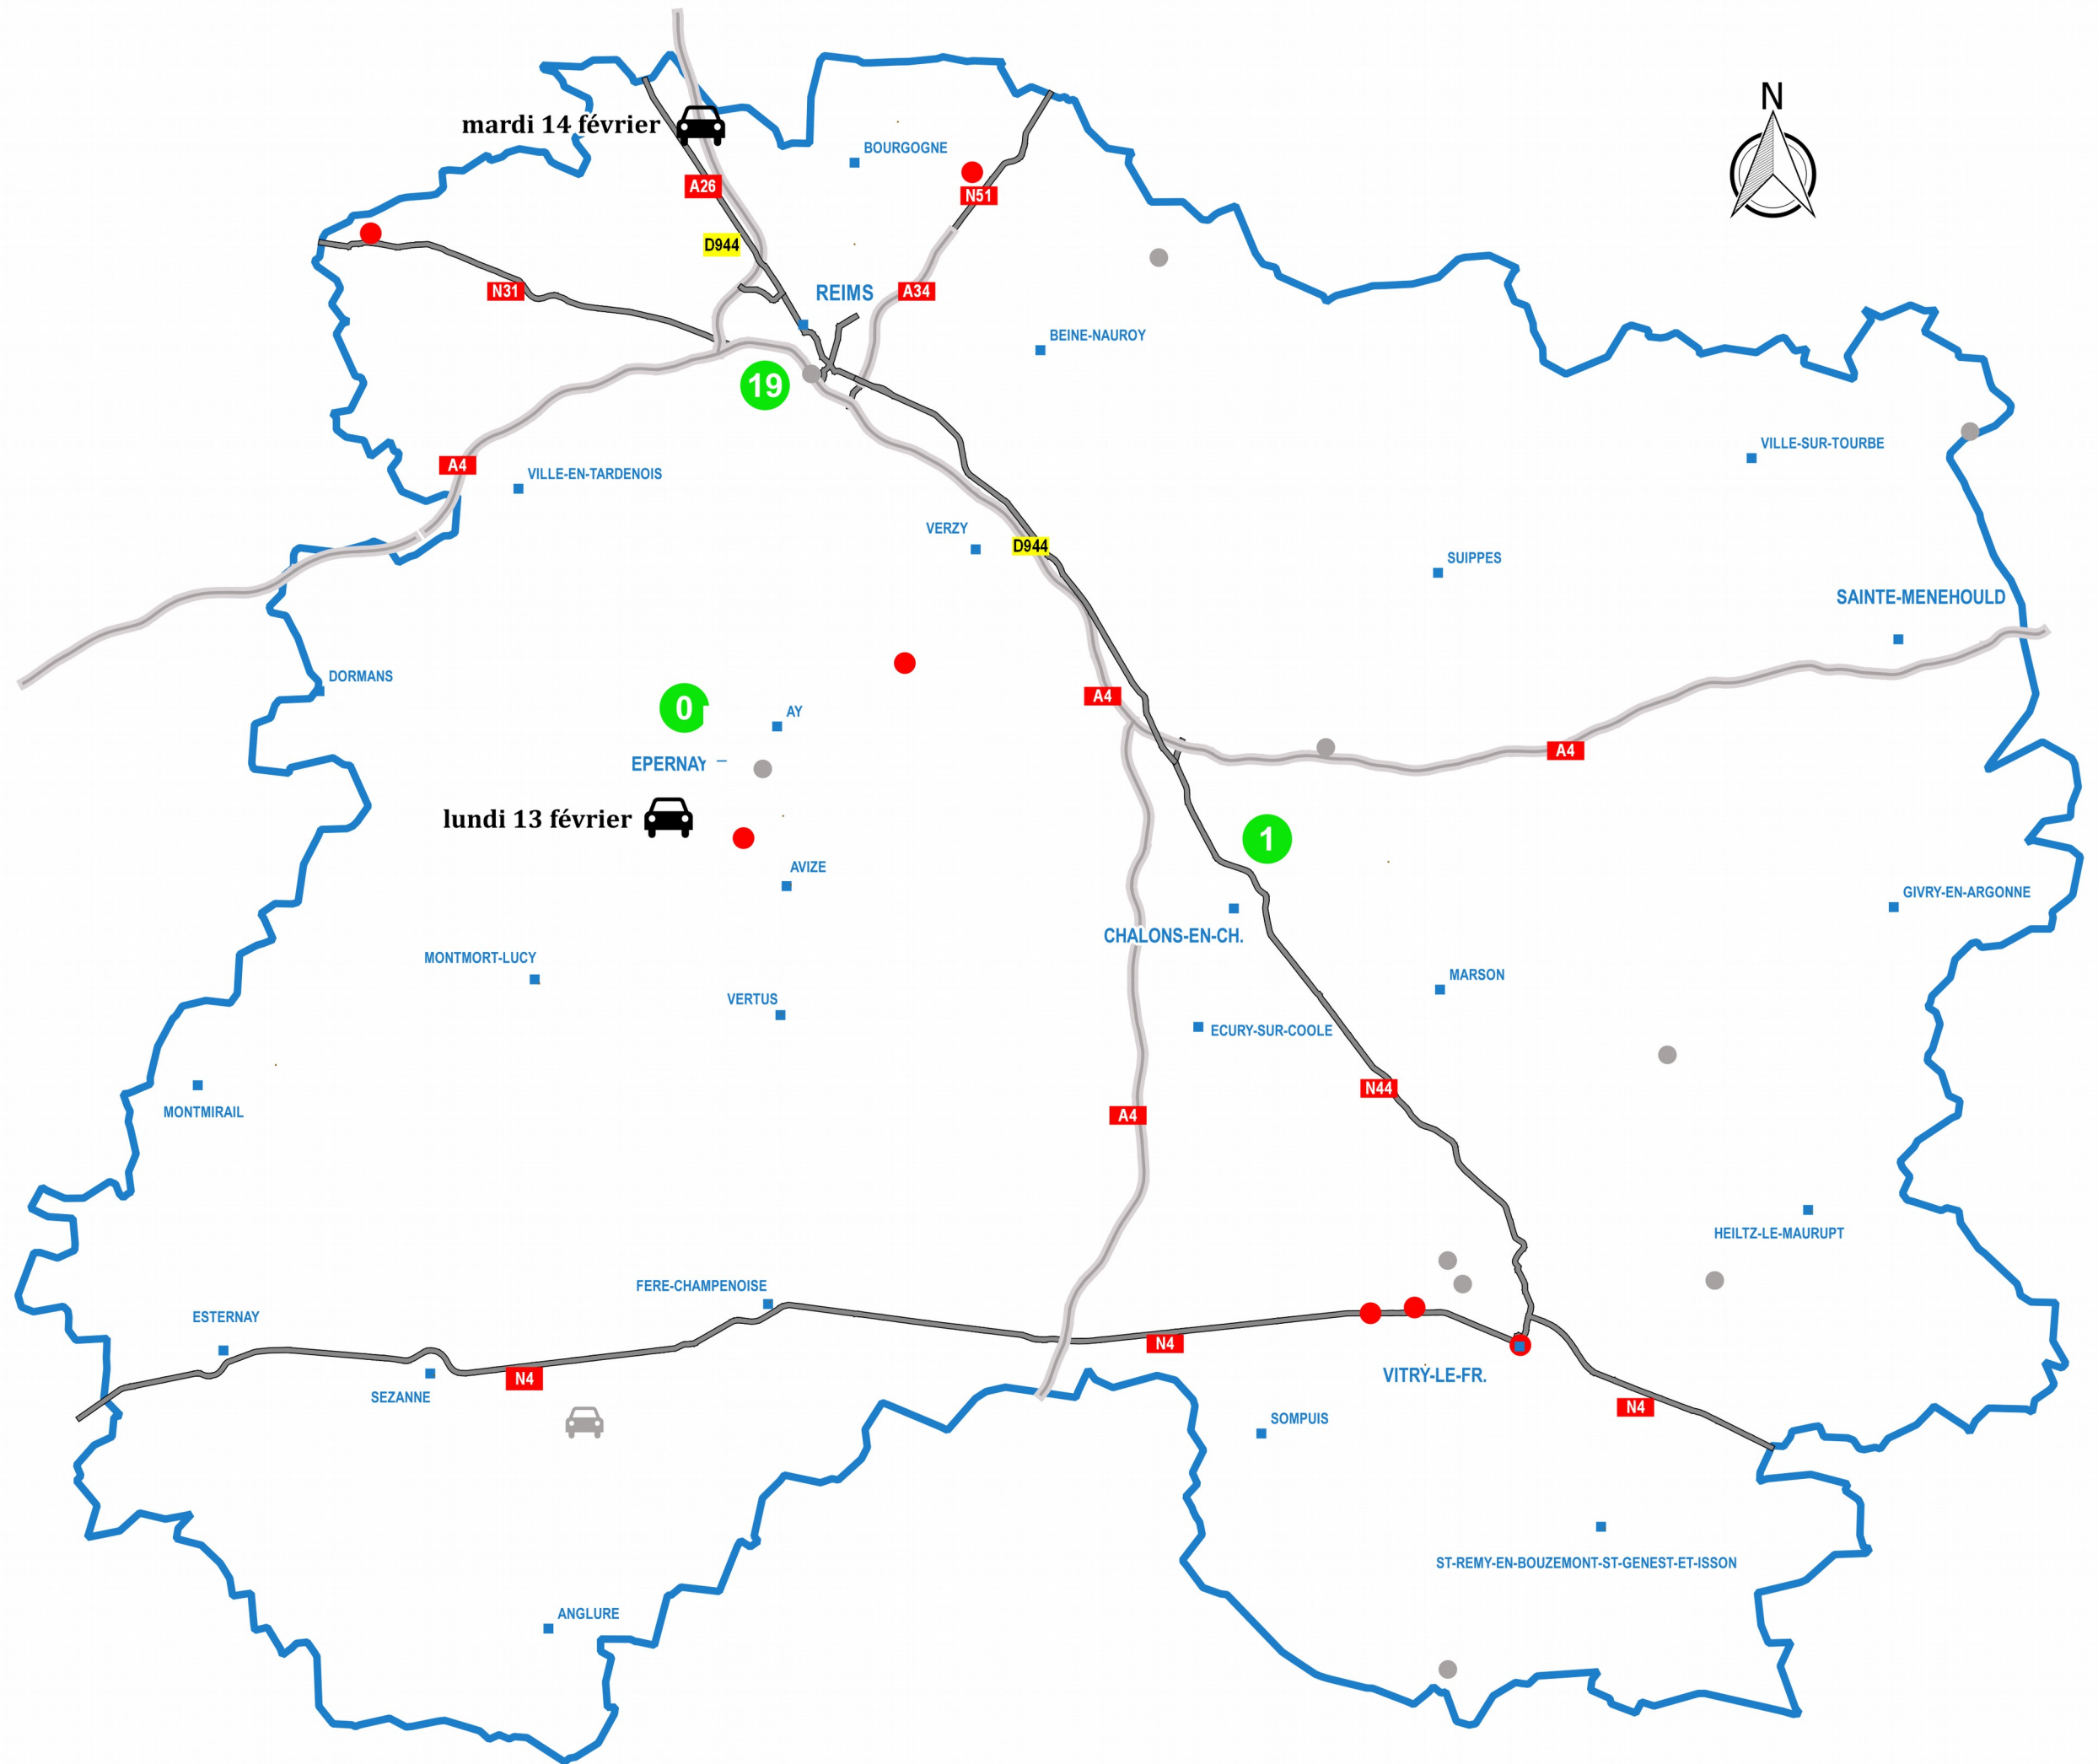 N
mardi 14 février
BOURGOGNE
A26
N51
D944
N31
REIMS
A34
BEINE-NAUROY
19
VILLE-SUR-TOURBE
A4
VILLE-EN-TARDENOIS
VERZY
D944
SUIPPES
SAINTE-MENEHOULD
DORMANS
A4
0
AY
A4
EPERNAY
lundi 13 février
1
AVIZE
GIVRY-EN-ARGONNE
CHALONS-EN-CH.
MONTMORT-LUCY
MARSON
VERTUS
ECURY-SUR-COOLE
N44
MONTMIRAIL
A4
HEILTZ-LE-MAURUPT
FERE-CHAMPENOISE
ESTERNAY
N4
N4
VITRY-LE-FR.
SEZANNE
N4
SOMPUIS
ST-REMY-EN-BOUZEMONT-ST-GENEST-ET-ISSON
ANGLURE